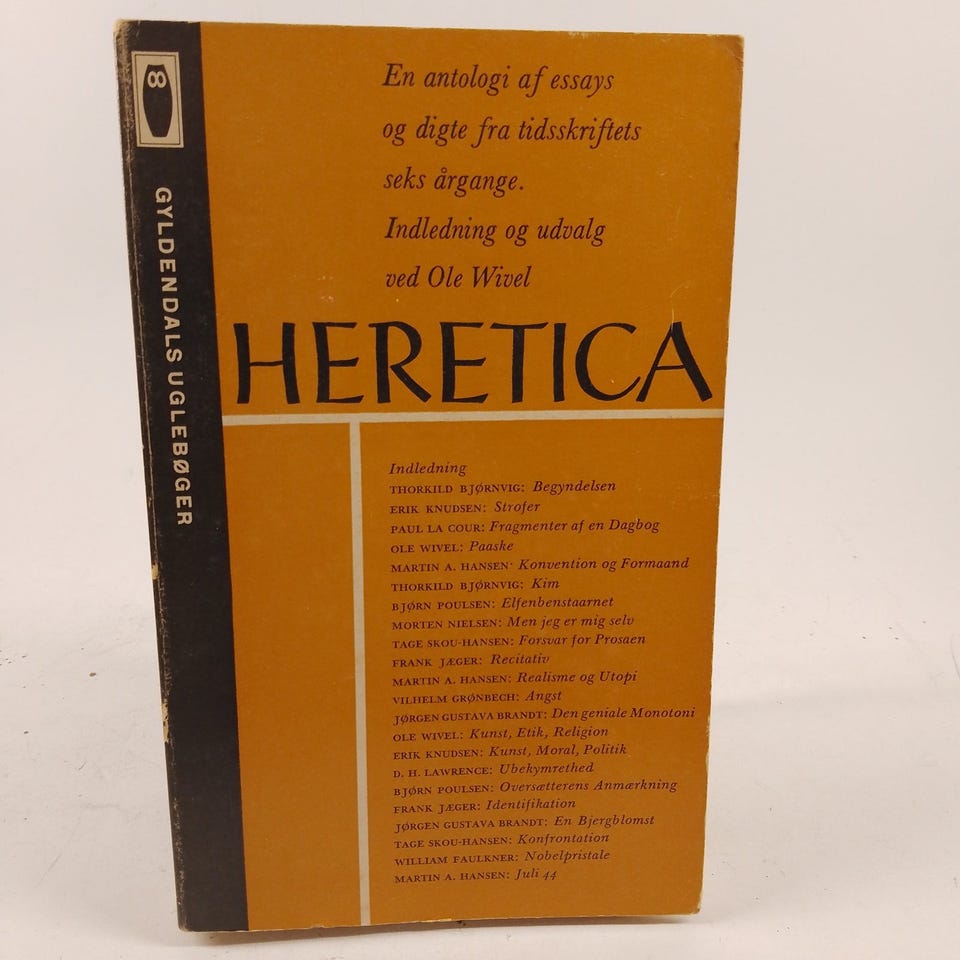 8
GYLDENDALS UGLEBØGER
En antologi af essays
og digte fra tidsskriftets
seks årgange.
Indledning og udvalg
ved Ole Wivel
HERETICA
Indledning
THORKILD BJØRNVIG: Begyndelsen
ERIK KNUDSEN: Strofer
PAUL LA COUR: Fragmenter af en Dagbog
OLE WIVEL: Paaske
MARTIN A. HANSEN: Konvention og Formaand
THORKILD BJØRNVIG: Kim
BJØRN POULSEN: Elfenbenstaarnet
MORTEN NIELSEN: Men jeg er mig selv
TAGE SKOU-HANSEN: Forsvar for Prosaen
FRANK JÆGER: Recitativ
MARTIN A. HANSEN: Realisme og Utopi
VILHELM GRØNBECH: Angst
JØRGEN GUSTAVA BRANDT: Den geniale Monotoni
OLE WIVEL: Kunst, Etik, Religion
ERIK KNUDSEN: Kunst, Moral, Politik
D. H. LAWRENCE: Ubekymrethed
BJØRN POULSEN: Oversætterens Anmærkning
FRANK JÆGER: Identifikation
JØRGEN GUSTAVA BRANDT: En Bjergblomst
TAGE SKOU-HANSEN: Konfrontation
WILLIAM FAULKNER: Nobelpristale
MARTIN A. HANSEN: Juli 44